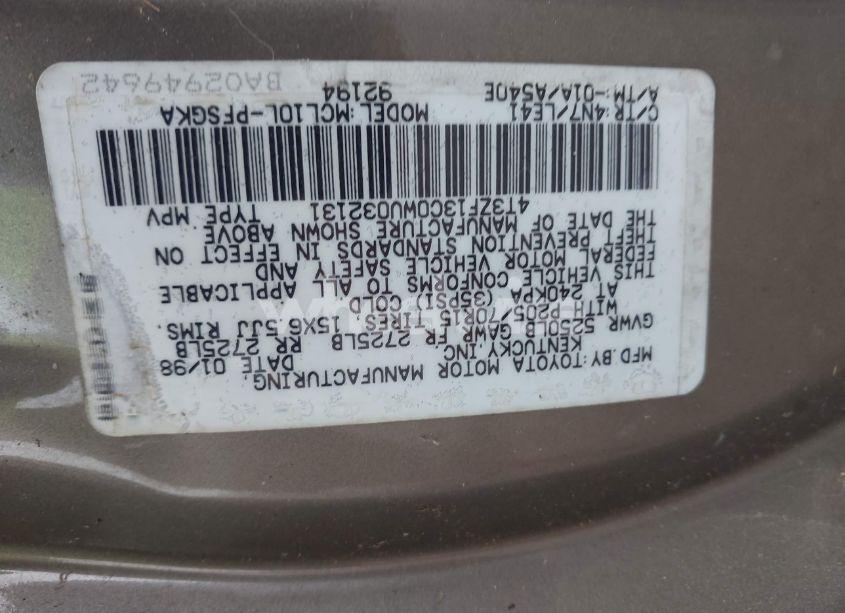 MFD.BY:TOYOTA MOTOR MANUFACTURING,
KENTUCKY,INC. DATE 01/98
GVWR 5250LB GAWR FR 2725LB RR 2725LB
WITH P205/70R15 TIRES 15X6.5JJ RIMS.
AT 240KPA(35PSI)COLD
THIS VEHICLE CONFORMS TO ALL APPLICABLE
FEDERAL MOTOR VEHICLE SAFETY AND
THEFT PREVENTION STANDARDS IN EFFECT ON
THE DATE OF MANUFACTURE SHOWN ABOVE
4T3ZF13C0WU032131 TYPE MPV
C/TR:4N7/LE41 MODEL:MCL10L-PFSGKA
A/TM:-01A/A540E 92194
BA02949642